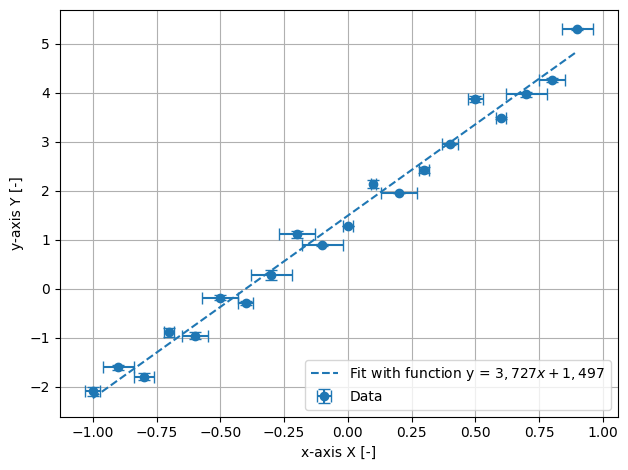 5
4
3
2
1
0
−1
−2
y-axis Y [-]
Fit with function y = 3,727x + 1,497
Data
−1.00 −0.75 −0.50 −0.25 0.00 0.25 0.50 0.75 1.00
x-axis X [-]